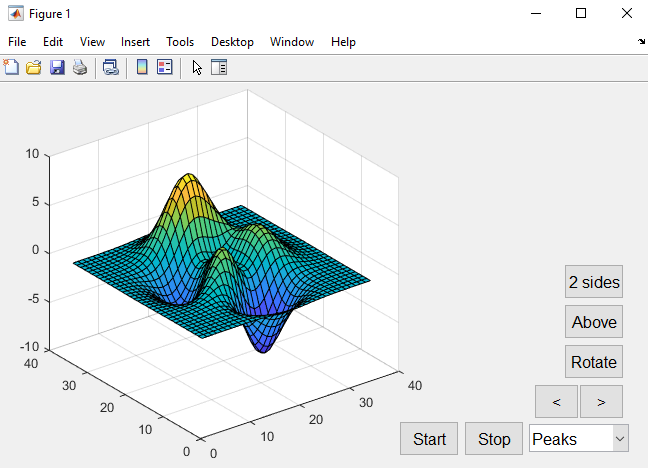 Figure 1
File Edit View Insert Tools Desktop Window Help
10
5
0
-5
-10
40
30
20
10
0
0
10
20
30
40
2 sides
Above
Rotate
< >
Start Stop Peaks